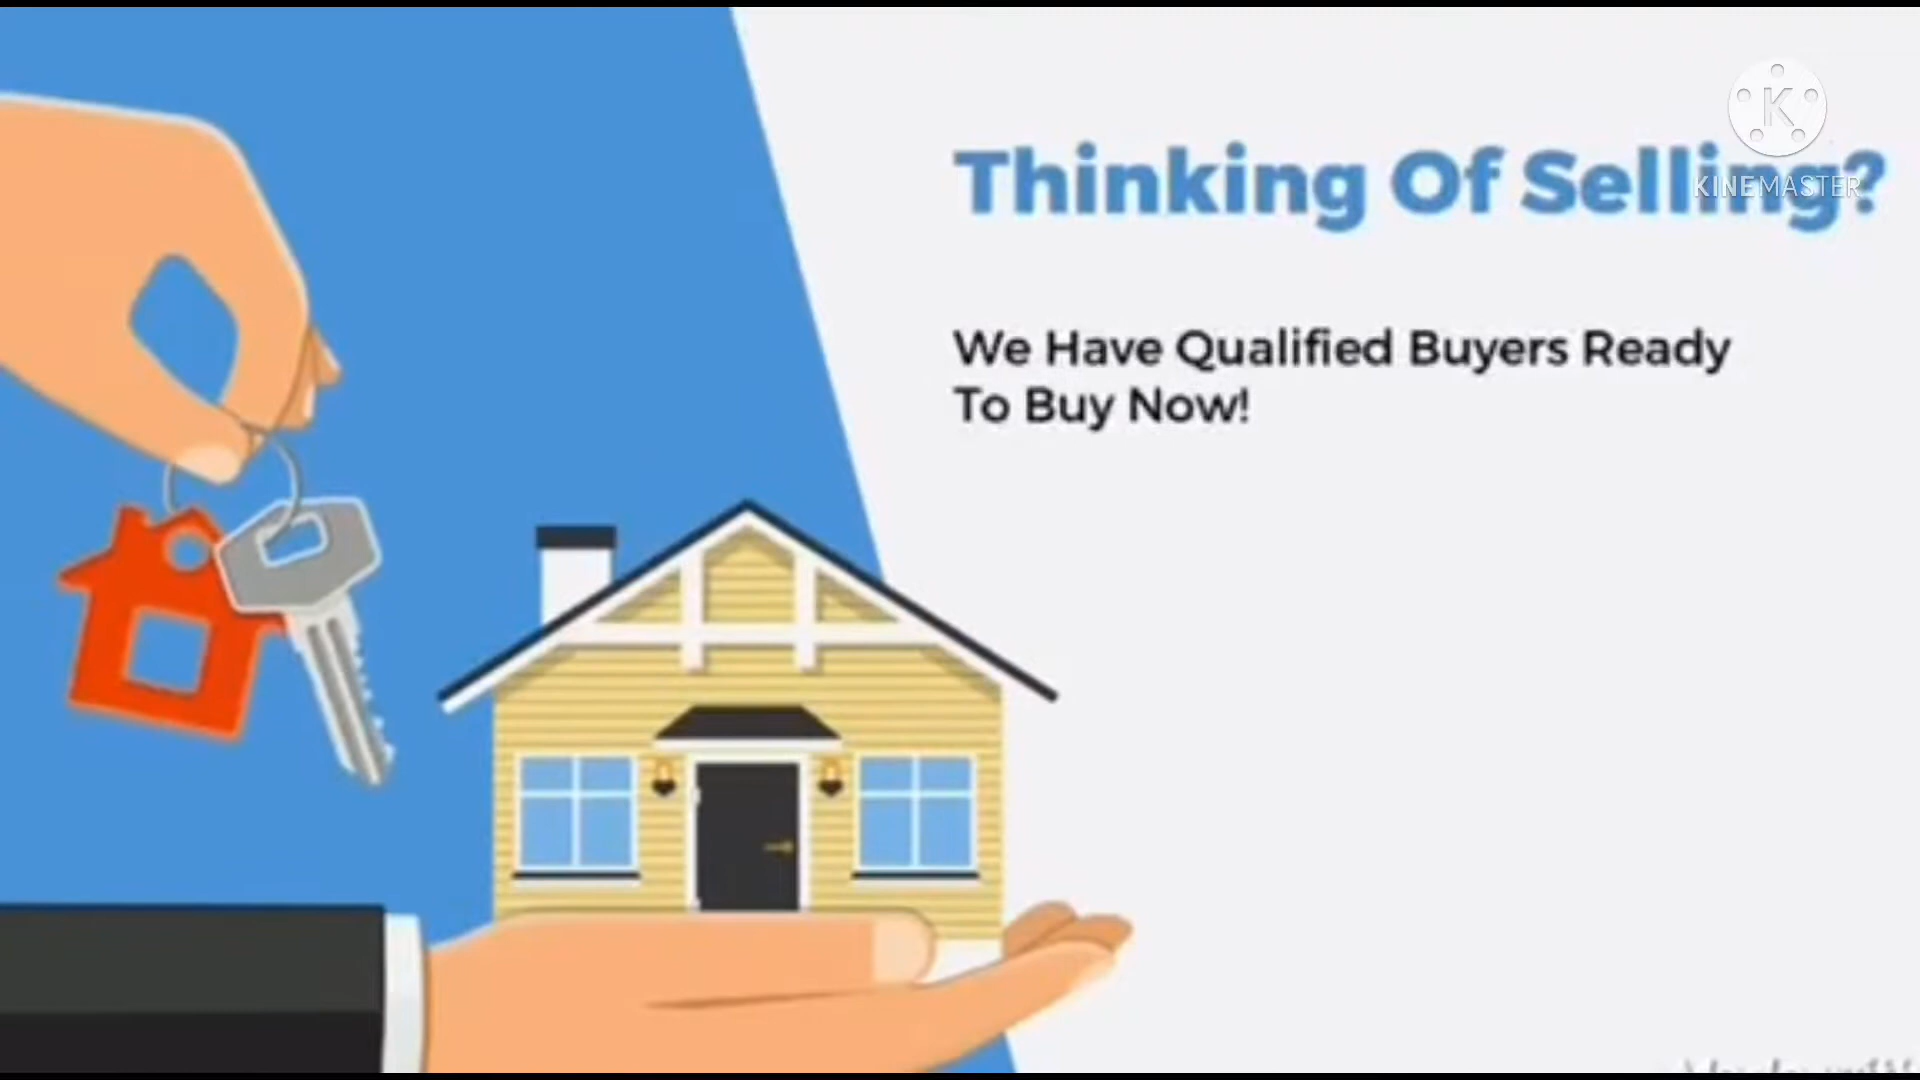 K
KINEMASTER
Thinking Of Selling?
We Have Qualified Buyers Ready
To Buy Now!